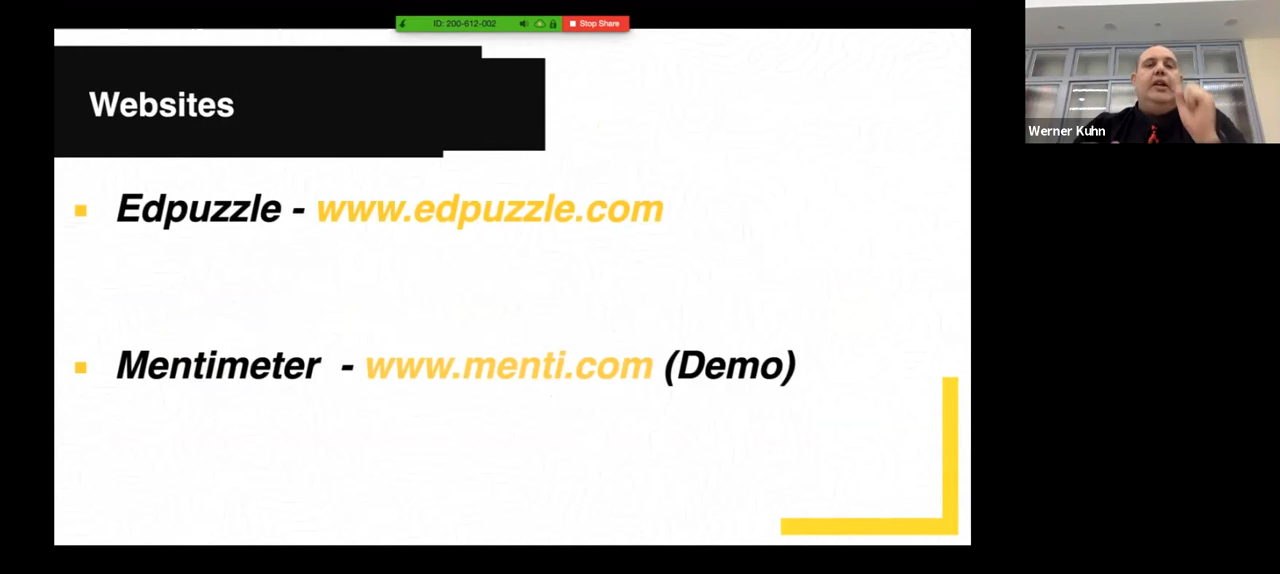 ID: 200-612-002 Stop Share
Websites
Edpuzzle - www.edpuzzle.com
Mentimeter - www.menti.com (Demo)
Werner Kuhn